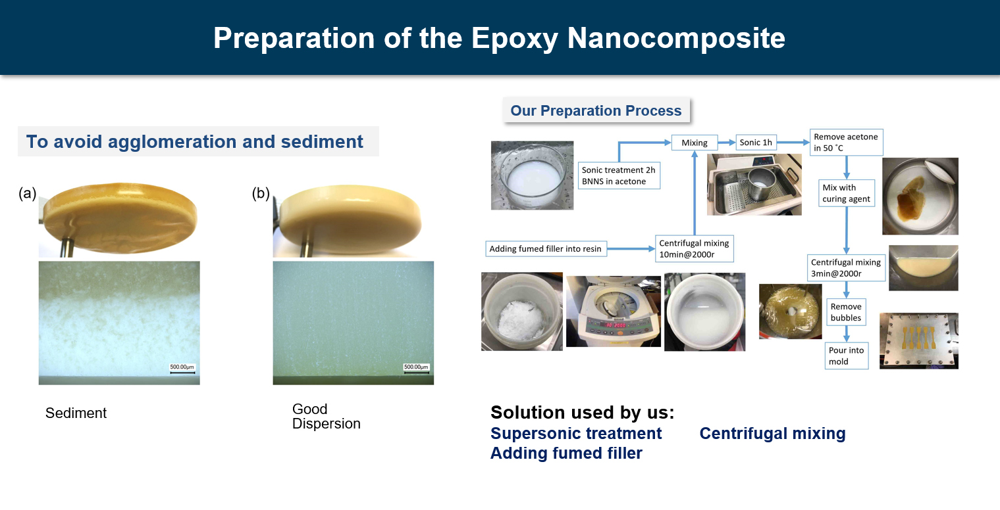 Preparation of the Epoxy Nanocomposite
To avoid agglomeration and sediment
(a)
(b)
500.00µm
500.00µm
Sediment
Good
Dispersion
Our Preparation Process
Sonic treatment 2h
BNNS in acetone
Mixing
Sonic 1h
Remove acetone
in 50 ˚C
Mix with
curing agent
Adding fumed filler into resin
Centrifugal mixing
10min@2000r
Centrifugal mixing
3min@2000r
Remove
bubbles
Pour into
mold
Solution used by us:
Supersonic treatment Centrifugal mixing
Adding fumed filler